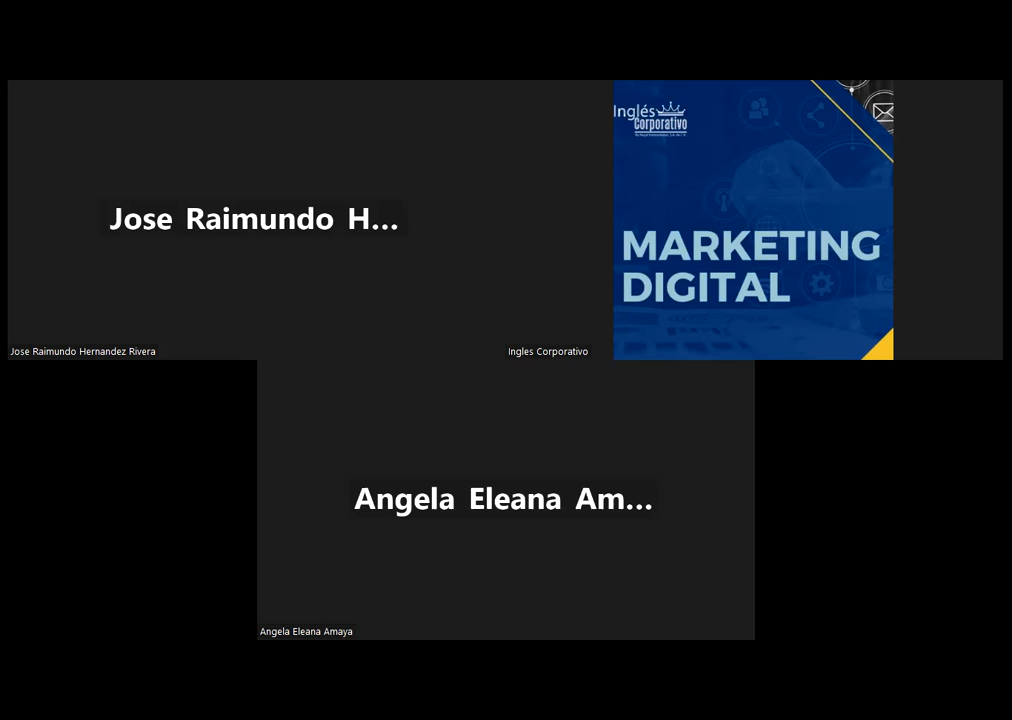 Jose Raimundo H...
Jose Raimundo Hernandez Rivera
Inglés
Corporativo
MARKETING
DIGITAL
Ingles Corporativo
Angela Eleana Am...
Angela Eleana Amaya